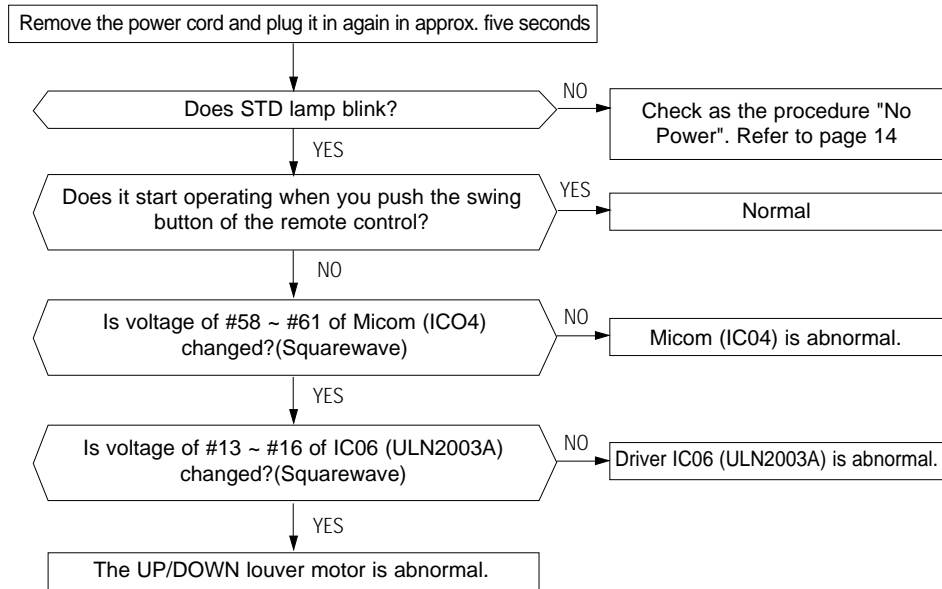 Remove the power cord and plug it in again in approx. five seconds
Does STD lamp blink?
NO
Check as the procedure "No
Power". Refer to page 14
YES
Does it start operating when you push the swing
button of the remote control?
YES
Normal
NO
Is voltage of #58 ~ #61 of Micom (ICO4)
changed?(Squarewave)
NO
Micom (IC04) is abnormal.
YES
Is voltage of #13 ~ #16 of IC06 (ULN2003A)
changed?(Squarewave)
NO
Driver IC06 (ULN2003A) is abnormal.
YES
The UP/DOWN louver motor is abnormal.